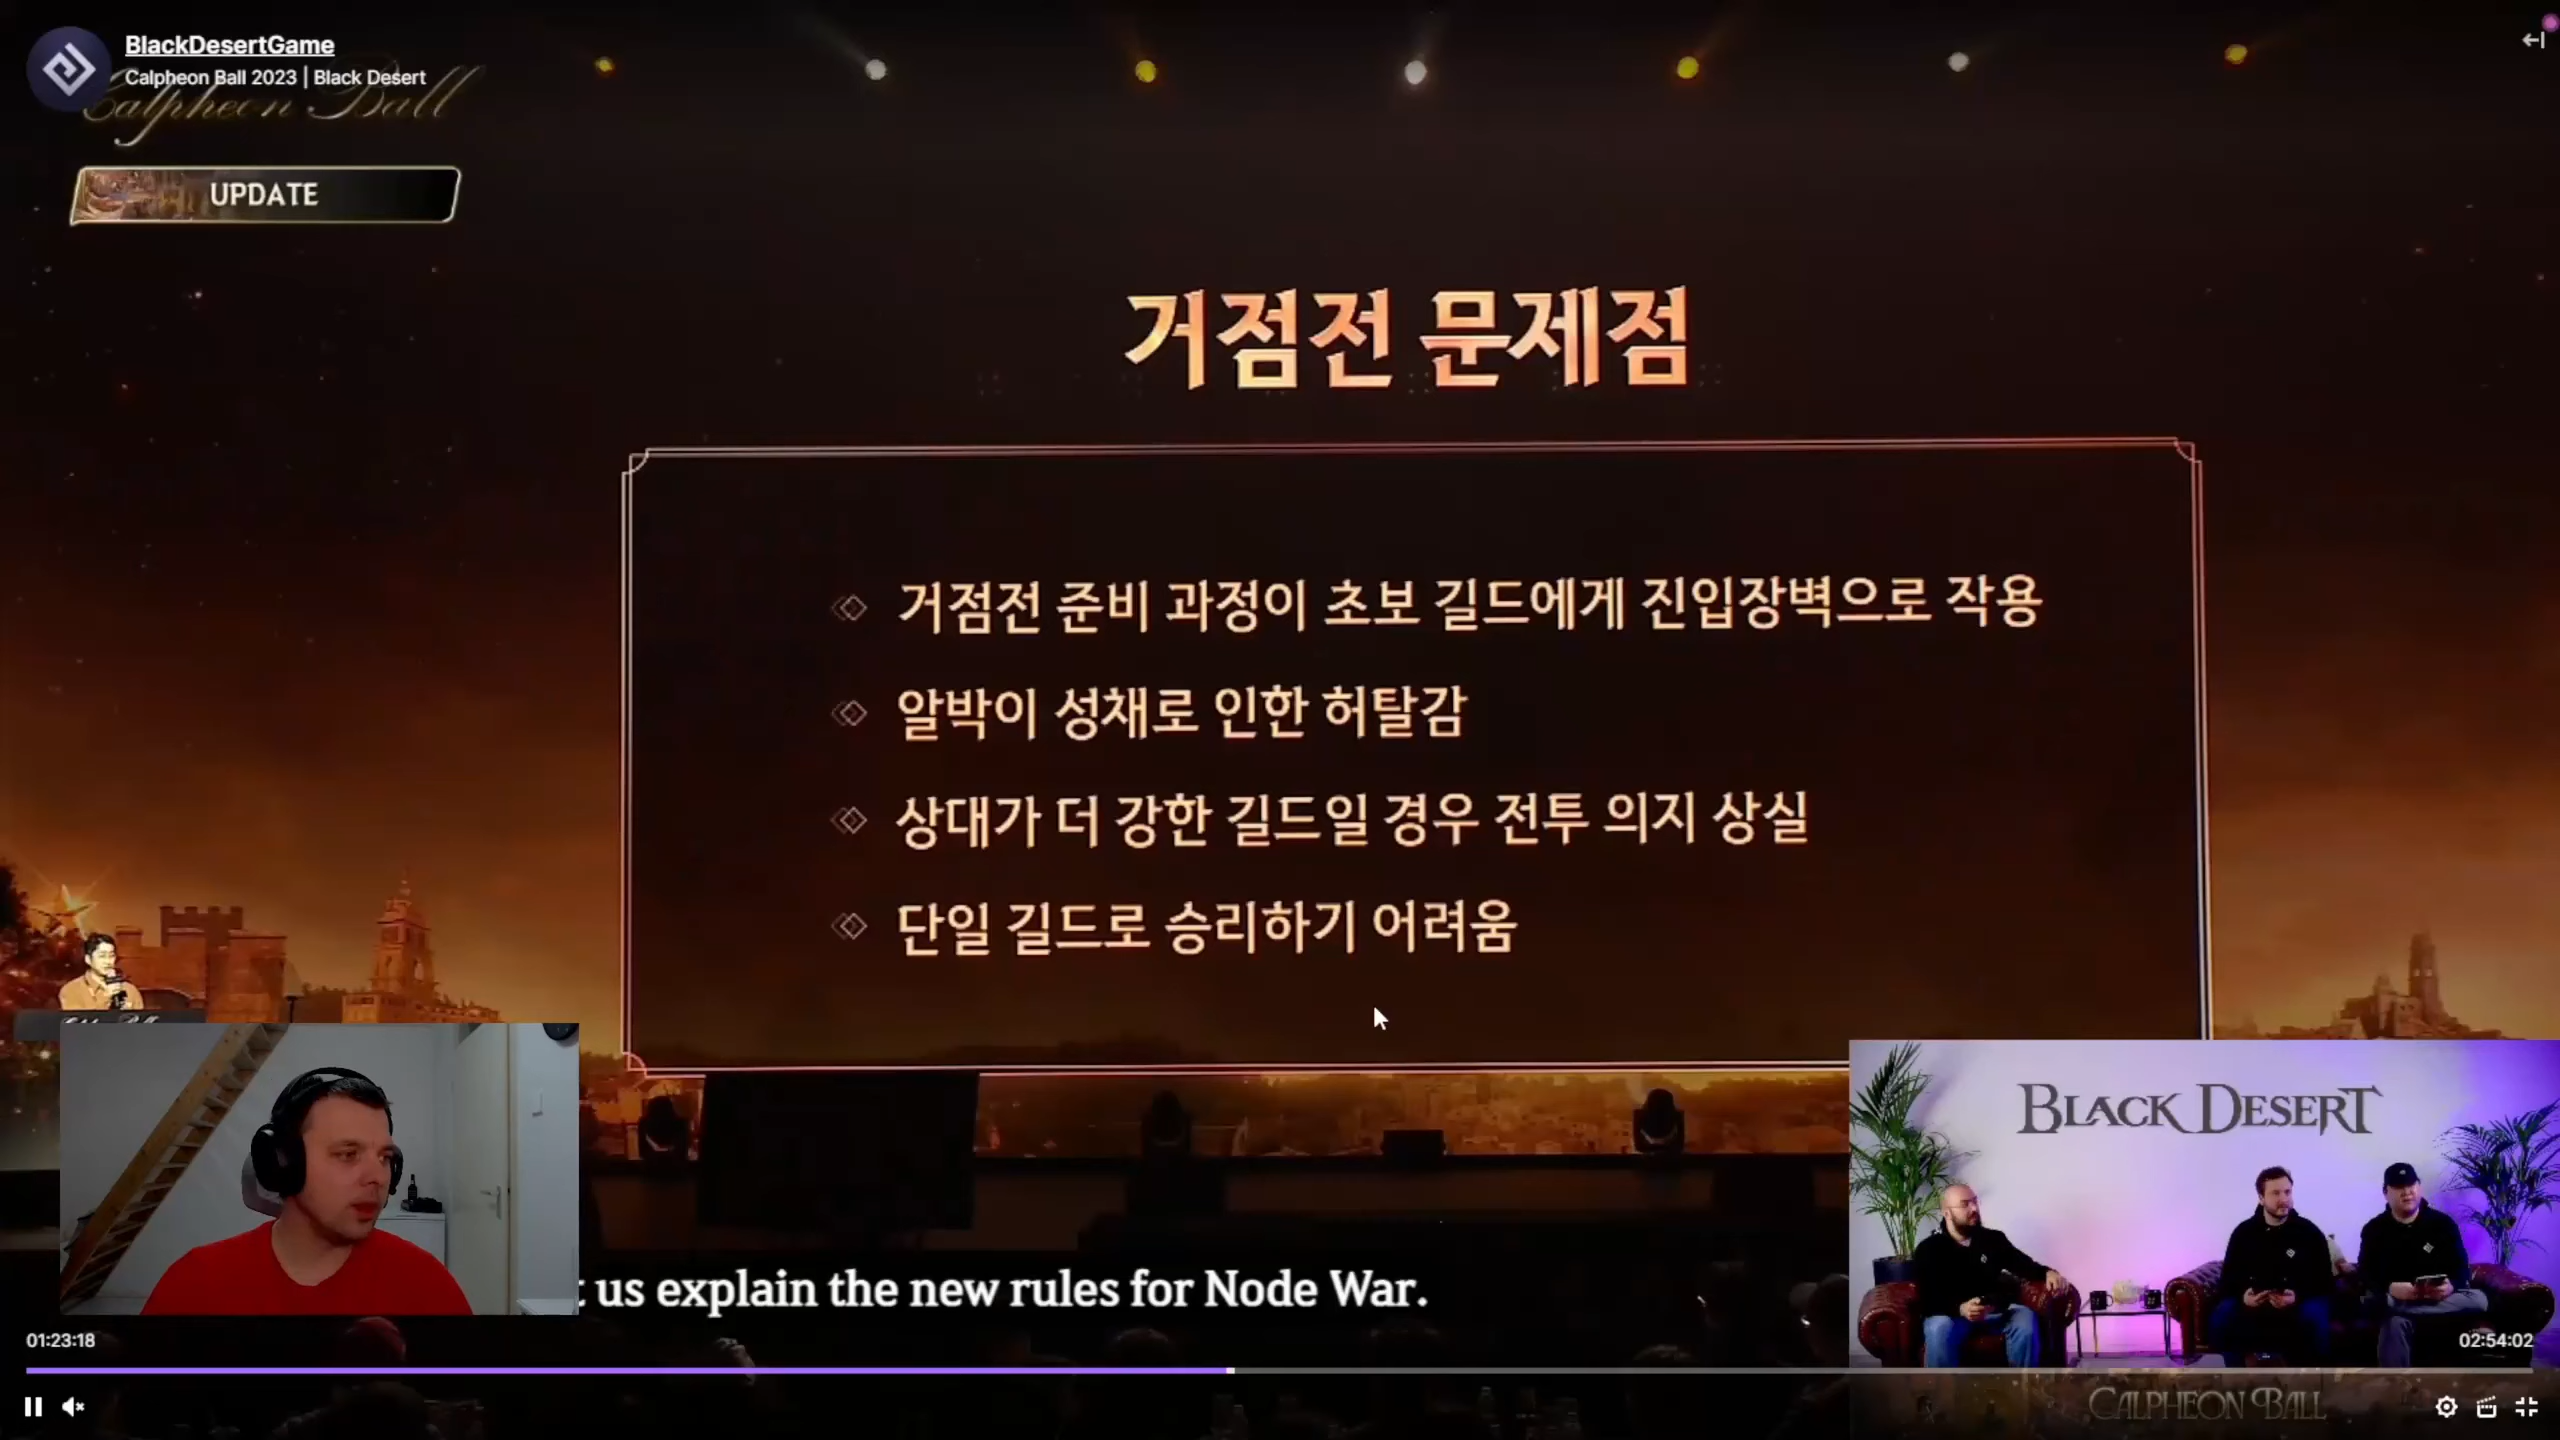 BlackDesertGame
Calpheon Ball 2023 | Black Desert
Calpheon Ball
UPDATE
거점전 문제점
거점전 준비 과정이 초보 길드에게 진입장벽으로 작용
알박이 성채로 인한 허탈감
상대가 더 강한 길드일 경우 전투 의지 상실
단일 길드로 승리하기 어려움
BLACK DESERT
us explain the new rules for Node War.
01:23:18
02:54:02
CALPHEON BALL